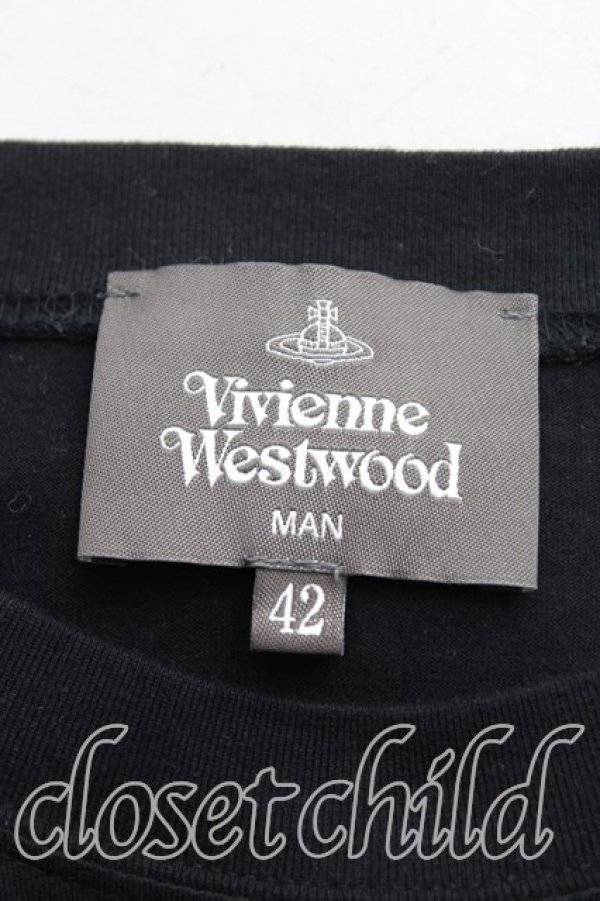 Vivienne
Westwood
MAN
42
closet child